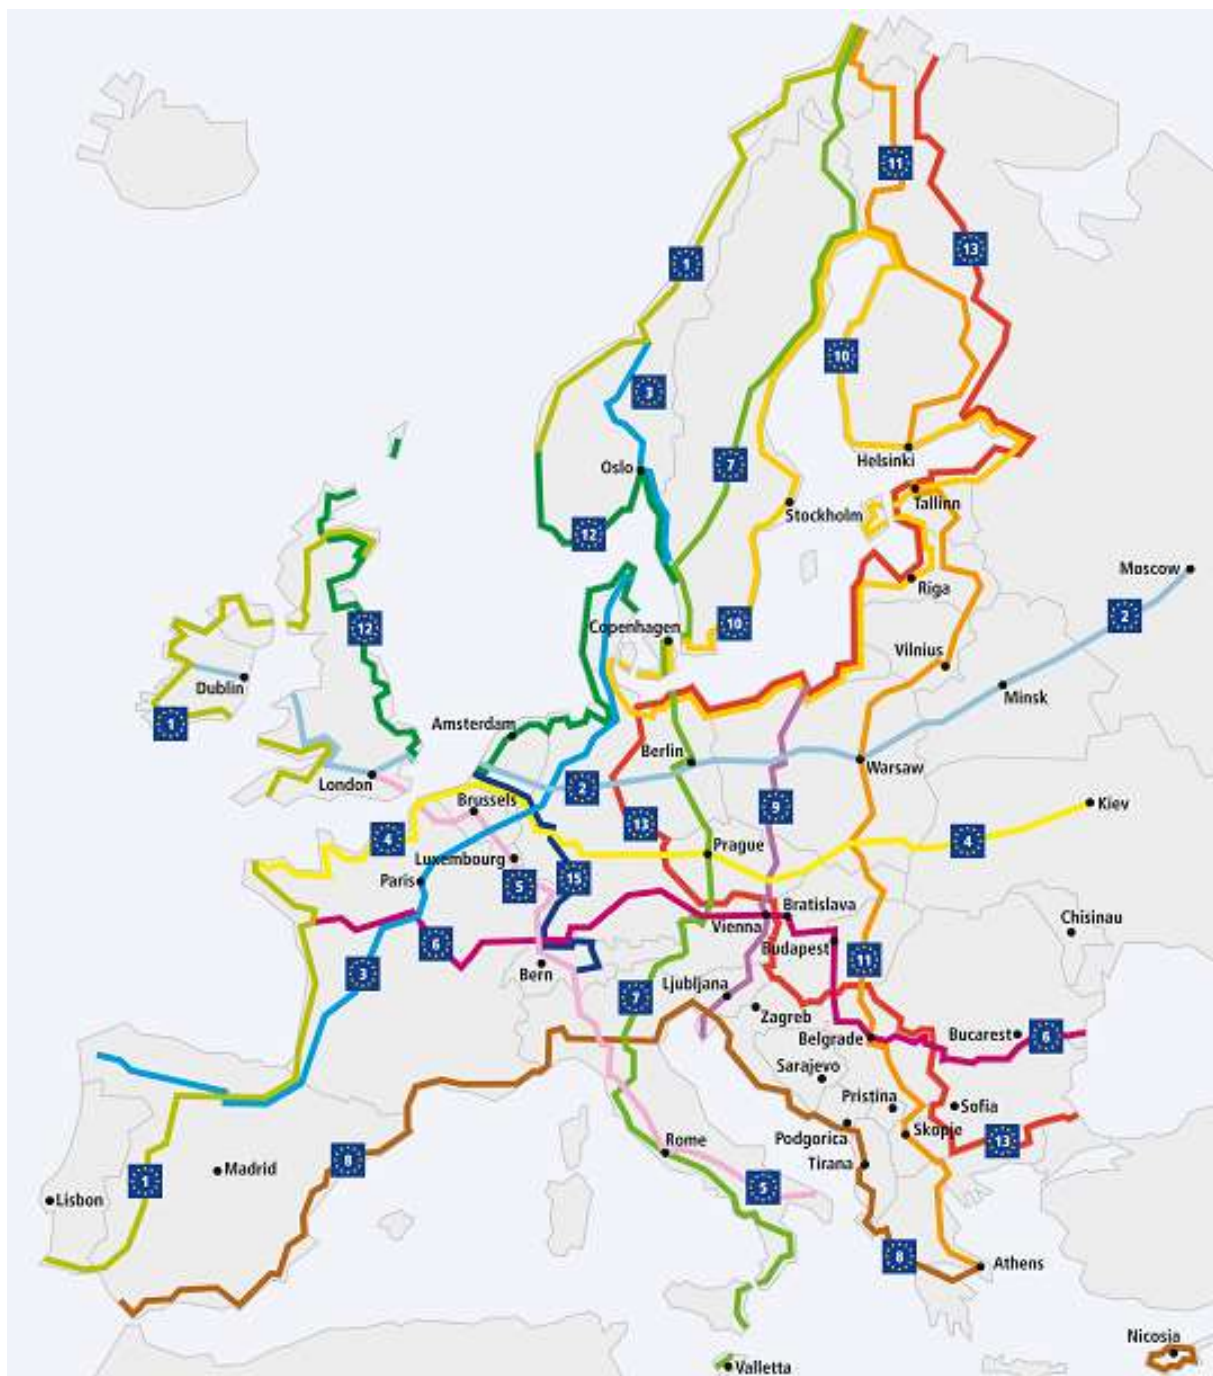 11
13
1
10
3
Helsinki
Oslo
7
Tallinn
Stockholm
12
Moscow
Riga
2
10
12
Copenhagen
Vilnius
Dublin
Minsk
1
Amsterdam
Berlin
Warsaw
London
2
Brussels
9
Kiev
13
4
4
Prague
Luxembourg
Paris
5
15
Bratislava
Chisinau
Vienna
6
Budapest
11
Bern
3
Ljubljana
7
Zagreb
Belgrade
Bucarest
6
Sarajevo
Pristina
Sofia
Skopje
Rome
Podgorica
13
8
Tirana
Madrid
1
5
Lisbon
8
Athens
Nicosia
Valletta